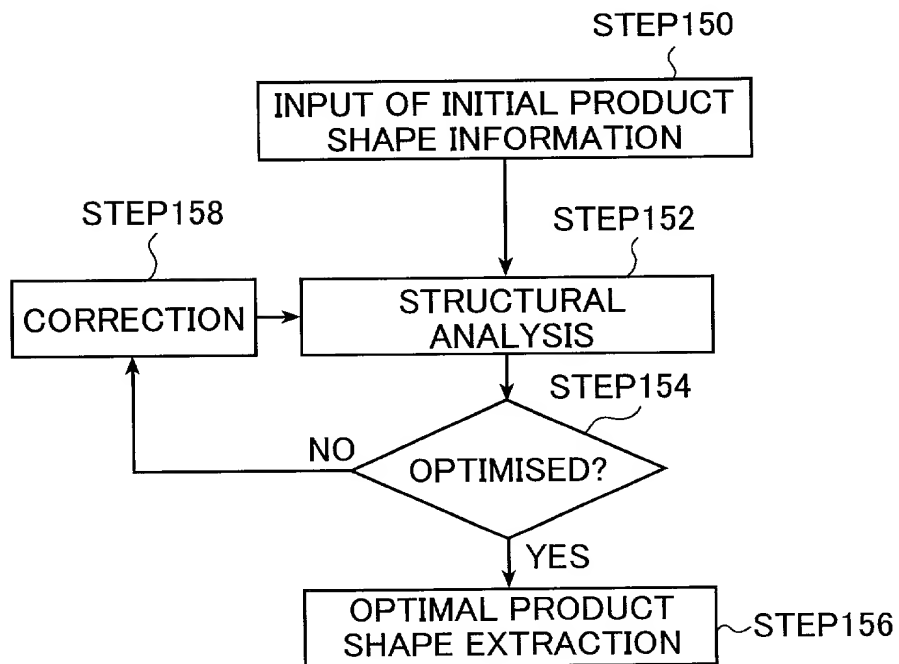 STEP150
INPUT OF INITIAL PRODUCT
SHAPE INFORMATION
STEP158
STEP152
CORRECTION
STRUCTURAL
ANALYSIS
STEP154
NO
OPTIMISED?
YES
OPTIMAL PRODUCT
SHAPE EXTRACTION
STEP156